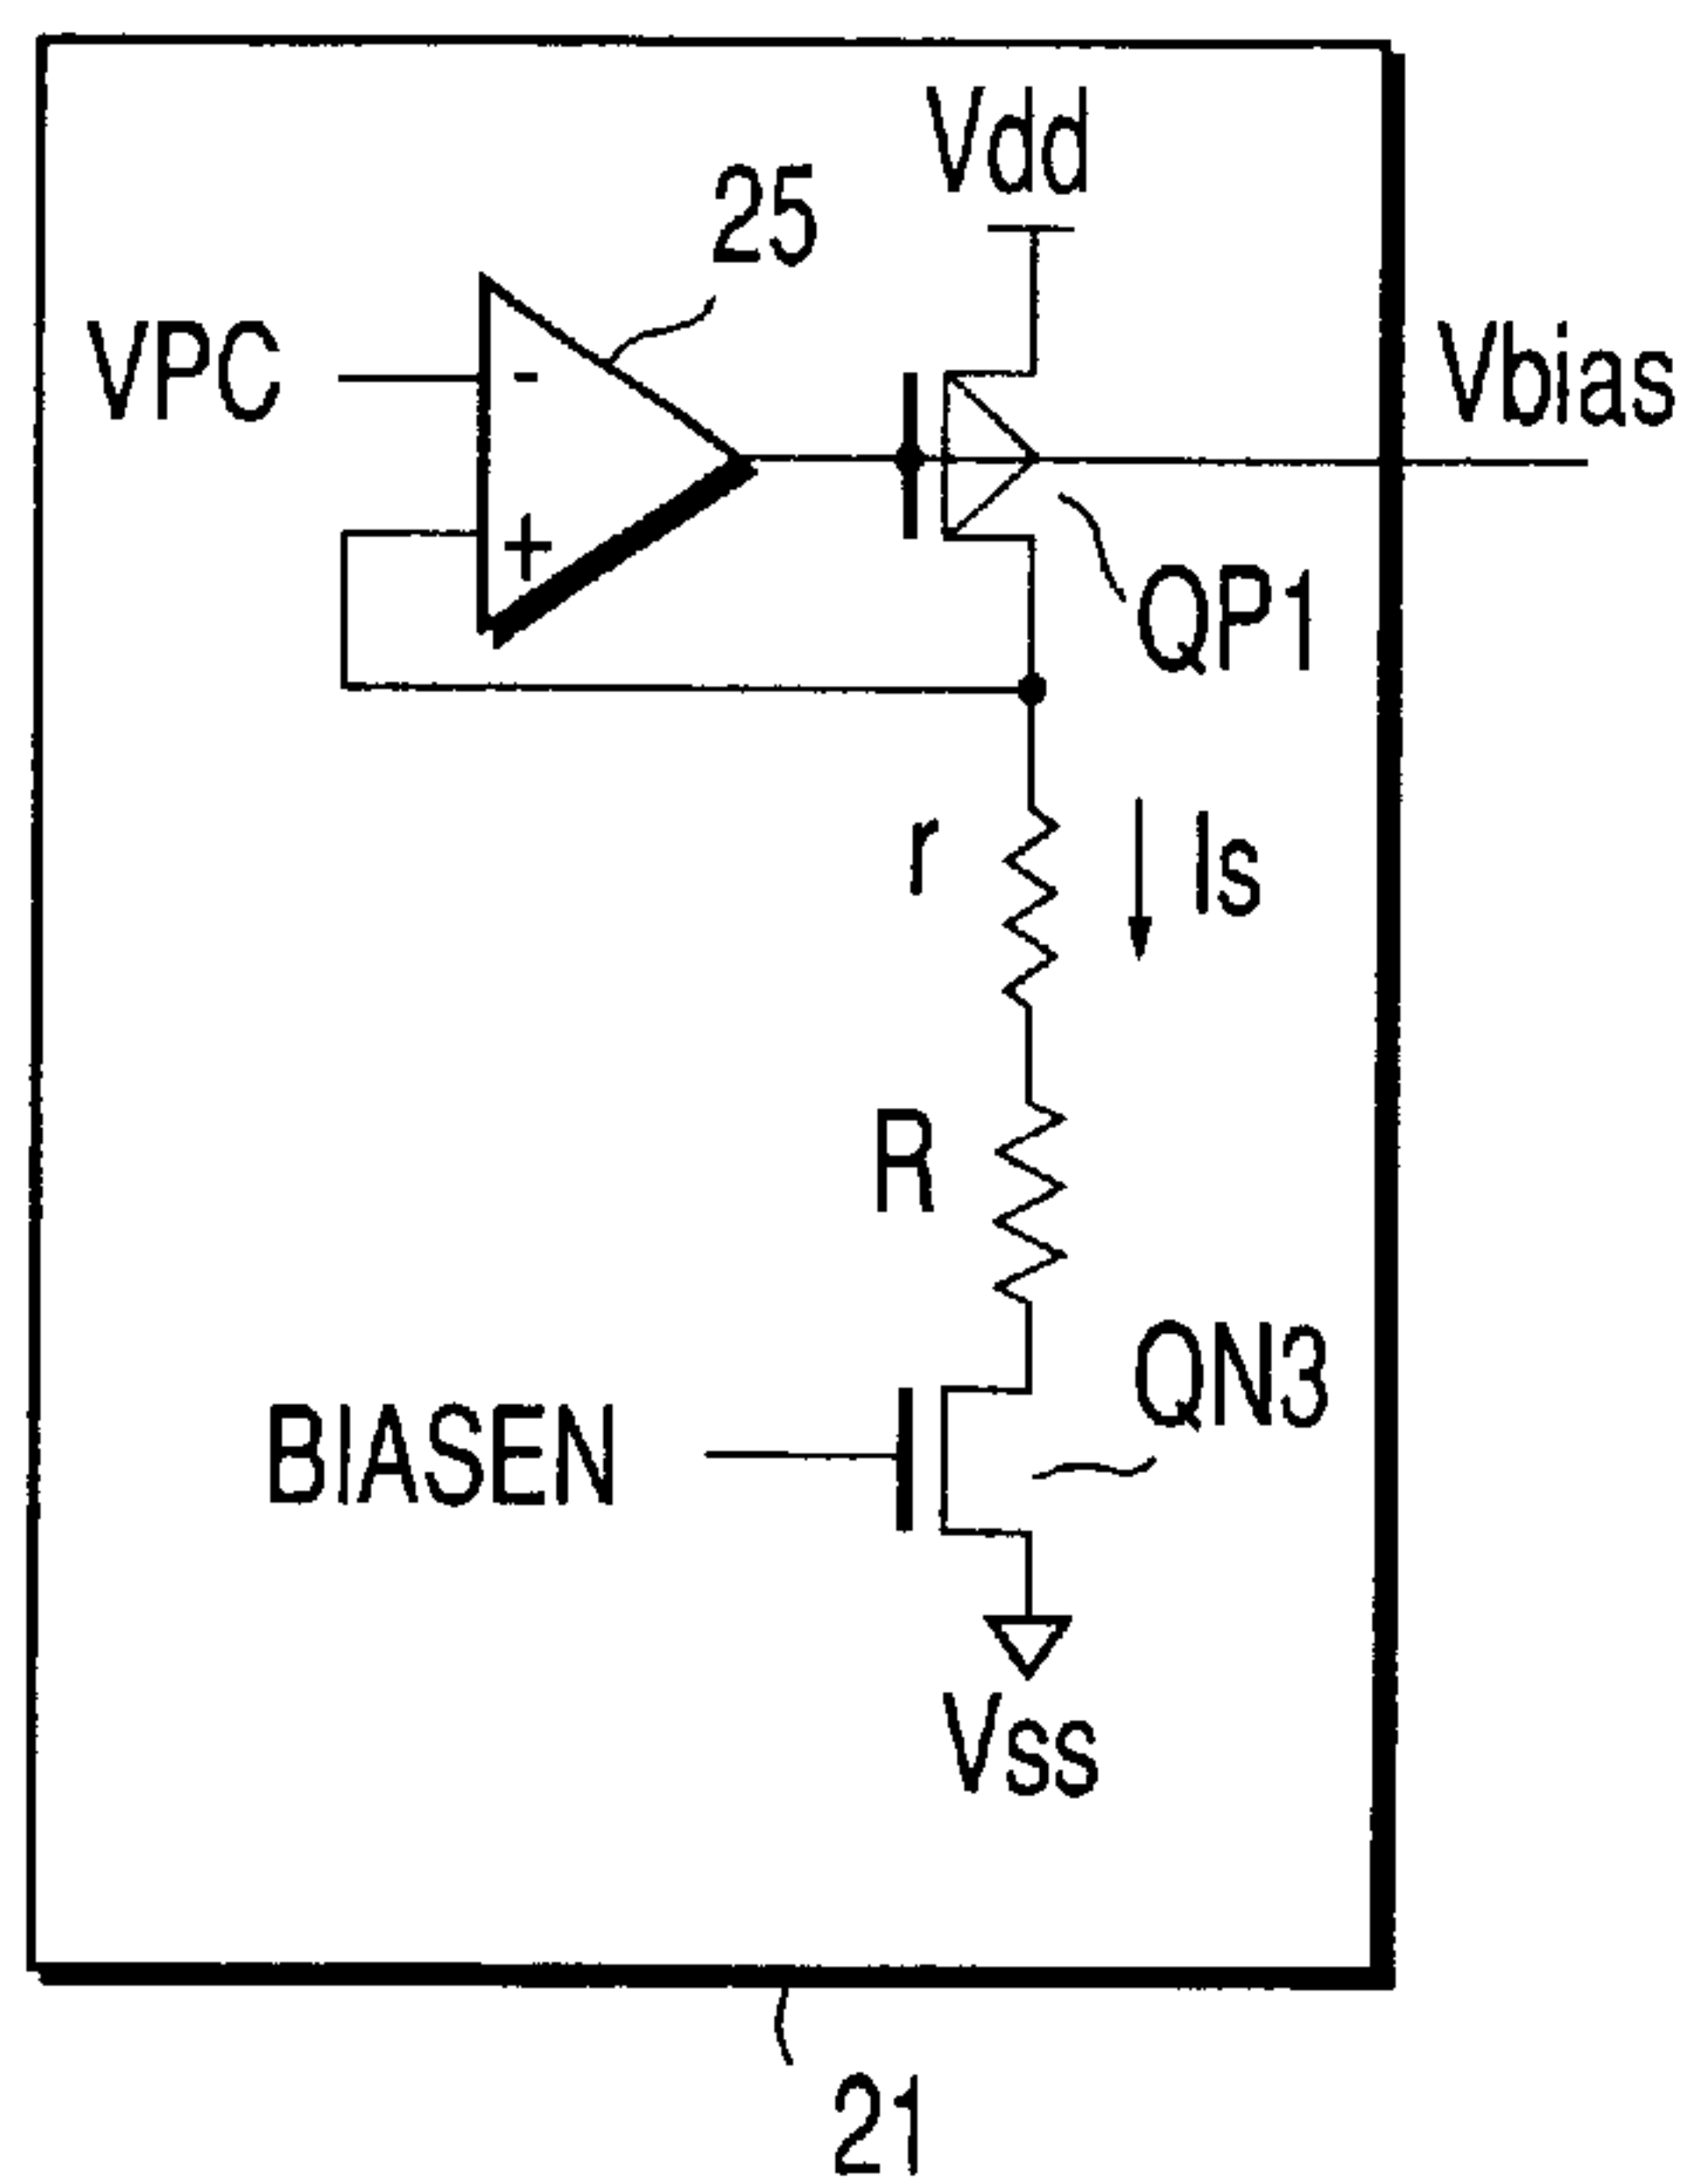 Vdd
25
VPC
Vbias
-
+
QP1
r
Is
R
QN3
BIASEN
Vss
21